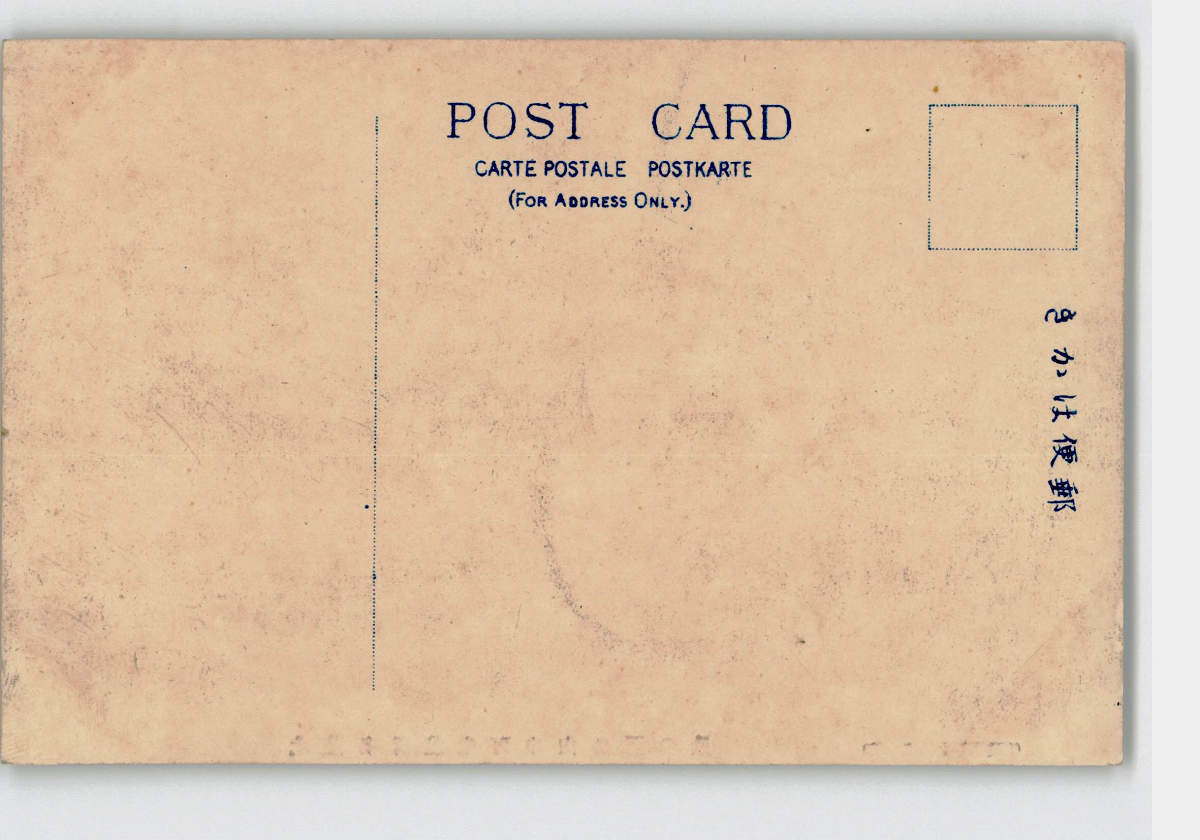 POST CARD
CARTE POSTALE POSTKARTE
(FOR ADDRESS ONLY.)
きかは便郵